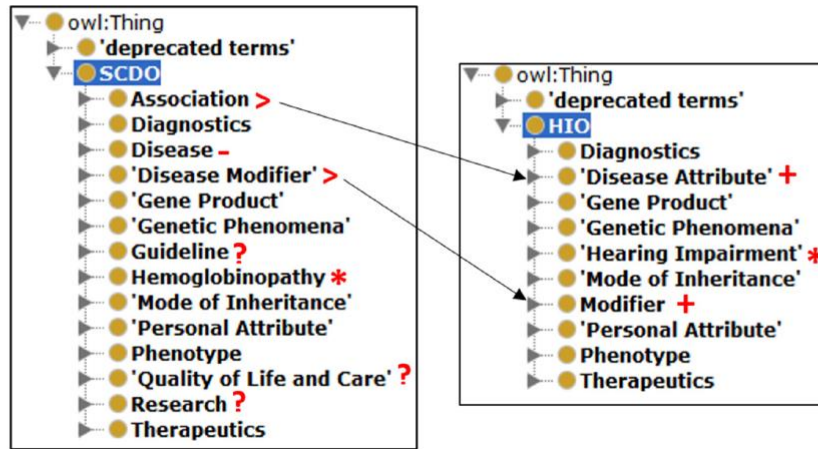 owl:Thing
'deprecated terms'
SCDO
Association >
Diagnostics
Disease -
'Disease Modifier' >
'Gene Product'
'Genetic Phenomena'
Guideline ?
Hemoglobinopathy *
'Mode of Inheritance'
'Personal Attribute'
Phenotype
'Quality of Life and Care' ?
Research ?
Therapeutics
owl:Thing
'deprecated terms'
HIO
Diagnostics
'Disease Attribute' +
'Gene Product'
'Genetic Phenomena'
'Hearing Impairment' *
'Mode of Inheritance'
Modifier +
'Personal Attribute'
Phenotype
Therapeutics